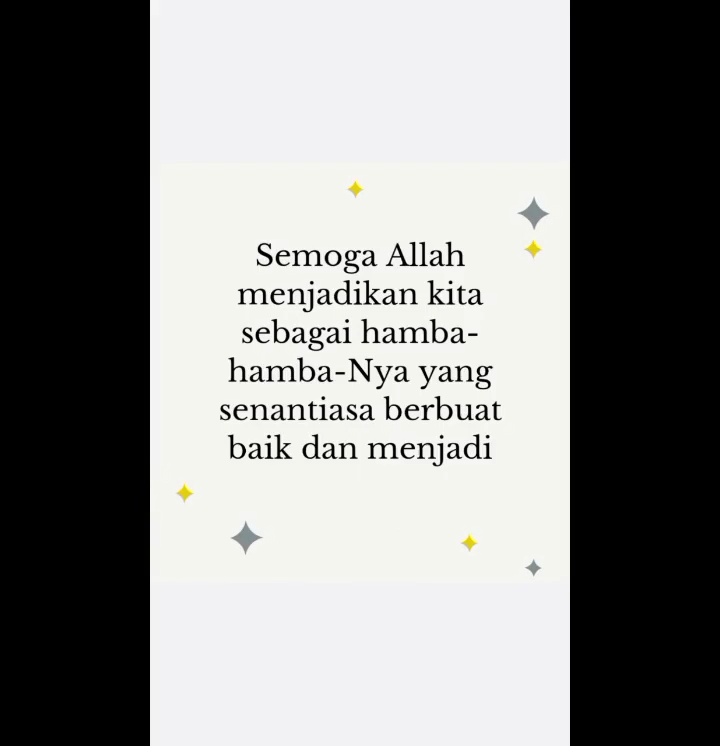 Semoga Allah
menjadikan kita
sebagai hamba-
hamba-Nya yang
senantiasa berbuat
baik dan menjadi